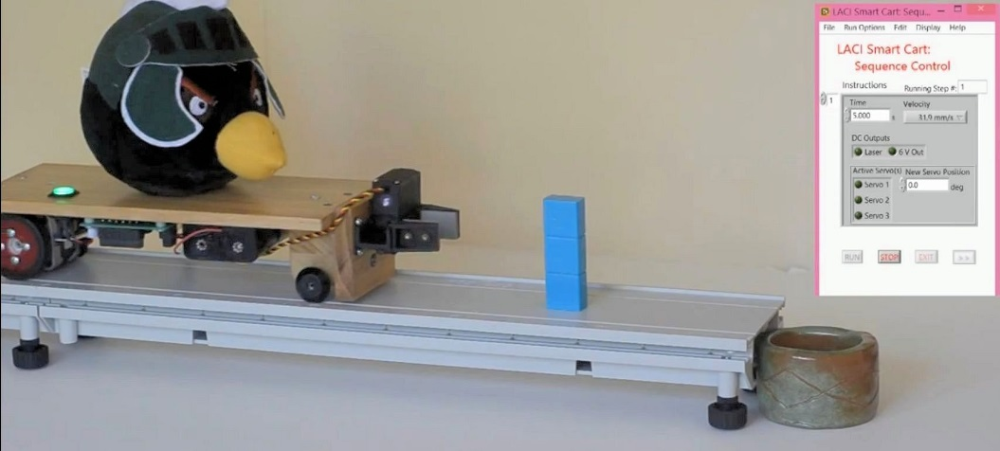 LACI Smart Cart: Sequ...
File Run Options Edit Display Help
LACI Smart Cart:
Sequence Control
Instructions Running Step #: 1
1
Time Velocity
5.000 s 31.9 mm/s
DC Outputs
Laser 6 V Out
Active Servo(s) New Servo Position
Servo 1 0.0 deg
Servo 2
Servo 3
RUN STOP EXIT >>